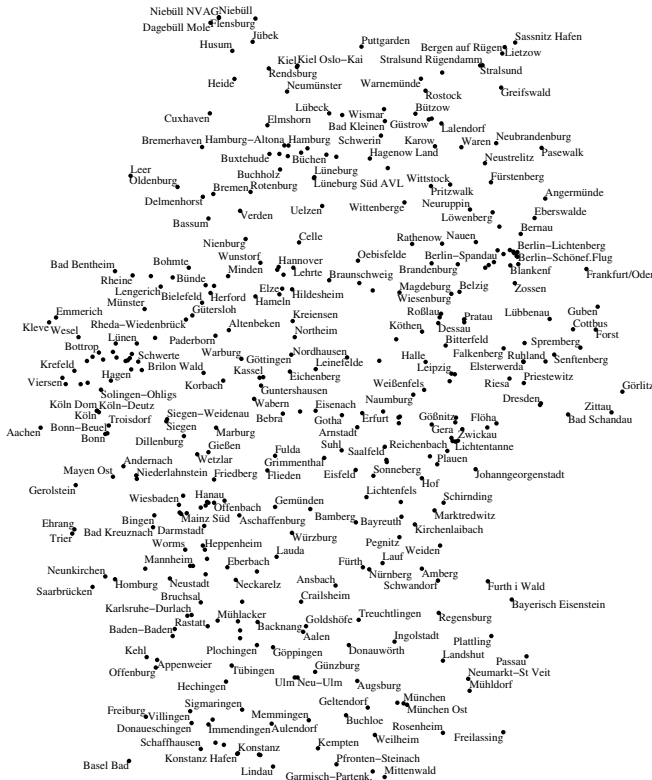 Niebüll NVAG Niebüll
Dagebüll Mole Flensburg
Jübek
Husum
Puttgarden
Sassnitz Hafen
Bergen auf Rügen
Lietzow
Kiel Kiel Oslo−Kai
Stralsund Rügendamm
Rendsburg
Stralsund
Heide
Neumünster
Warnemünde
Greifswald
Rostock
Cuxhaven
Lübeck
Wismar
Bützow
Elmshorn
Bad Kleinen
Güstrow
Lalendorf
Bremerhaven
Hamburg−Altona Hamburg
Schwerin
Karow
Waren
Neubrandenburg
Pasewalk
Buxtehude
Büchen
Hagenow Land
Neustrelitz
Leer
Buchholz
Lüneburg
Oldenburg
Bremen
Rotenburg
Lüneburg Süd AVL
Wittstock
Fürstenberg
Pritzwalk
Delmenhorst
Angermünde
Verden
Uelzen
Wittenberge
Neuruppin
Löwenberg
Eberswalde
Bassum
Bernau
Nienburg
Celle
Rathenow
Nauen
Berlin−Lichtenberg
Wunstorf
Hannover
Oebisfelde
Berlin−Spandau
Berlin−Schönef.Flug
Bad Bentheim
Bohmte
Minden
Lehrte
Brandenburg
Blankenf
Frankfurt/Oder
Rheine
Bünde
Braunschweig
Lengerich
Elze
Hildesheim
Magdeburg
Belzig
Zossen
Bielefeld
Herford
Hameln
Wiesenburg
Münster
Gütersloh
Kreiensen
Roßlau
Pratau
Lübbenau
Guben
Emmerich
Kleve
Wesel
Rheda−Wiedenbrück
Altenbeken
Northeim
Köthen
Dessau
Cottbus
Forst
Lünen
Paderborn
Bitterfeld
Bottrop
Falkenberg
Spremberg
Schwerte
Warburg
Göttingen
Nordhausen
Halle
Ruhland
Senftenberg
Krefeld
Brilon Wald
Leinefelde
Leipzig
Elsterwerda
Hagen
Kassel
Eichenberg
Viersen
Korbach
Riesa
Priestewitz
Solingen−Ohligs
Guntershausen
Weißenfels
Görlitz
Köln Dom
Köln−Deutz
Wabern
Naumburg
Dresden
Köln
Troisdorf
Siegen−Weidenau
Bebra
Eisenach
Erfurt
Gößnitz
Flöha
Zittau
Aachen
Bonn−Beuel
Siegen
Gotha
Gera
Zwickau
Bad Schandau
Bonn
Dillenburg
Marburg
Arnstadt
Lichtentanne
Gießen
Suhl
Saalfeld
Reichenbach
Andernach
Wetzlar
Fulda
Grimmenthal
Plauen
Mayen Ost
Niederlahnstein
Friedberg
Flieden
Eisfeld
Sonneberg
Johanngeorgenstadt
Gerolstein
Hof
Wiesbaden
Hanau
Lichtenfels
Schirnding
Offenbach
Gemünden
Bingen
Mainz Süd
Aschaffenburg
Bamberg
Marktredwitz
Ehrang
Bad Kreuznach
Darmstadt
Bayreuth
Kirchenlaibach
Trier
Würzburg
Worms
Heppenheim
Pegnitz
Weiden
Mannheim
Lauda
Lauf
Neunkirchen
Eberbach
Fürth
Nürnberg
Amberg
Homburg
Neustadt
Neckarelz
Ansbach
Schwandorf
Furth i Wald
Saarbrücken
Bruchsal
Crailsheim
Bayerisch Eisenstein
Karlsruhe−Durlach
Mühlacker
Goldshöfe
Treuchtlingen
Regensburg
Rastatt
Backnang
Baden−Baden
Aalen
Ingolstadt
Plattling
Plochingen
Göppingen
Donauwörth
Kehl
Appenweier
Landshut
Passau
Offenburg
Tübingen
Günzburg
Neumarkt−St Veit
Hechingen
Ulm Neu−Ulm
Augsburg
Mühldorf
München
Freiburg
Sigmaringen
Geltendorf
München Ost
Villingen
Memmingen
Buchloe
Donaueschingen
Immendingen
Aulendorf
Rosenheim
Freilassing
Schaffhausen
Konstanz
Kempten
Weilheim
Basel Bad
Konstanz Hafen
Pfronten−Steinach
Lindau
Mittenwald
Garmisch−Partenk.